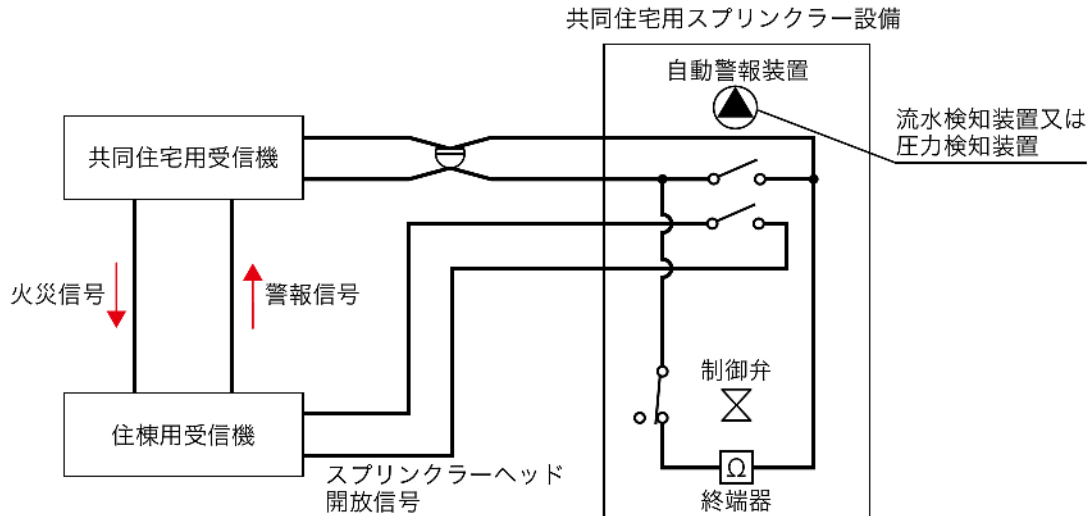 共同住宅用スプリンクラー設備
自動警報装置
流水検知装置又は
圧力検知装置
共同住宅用受信機
火災信号
警報信号
制御弁
住棟用受信機
スプリンクラーヘッド
開放信号
Ω
終端器